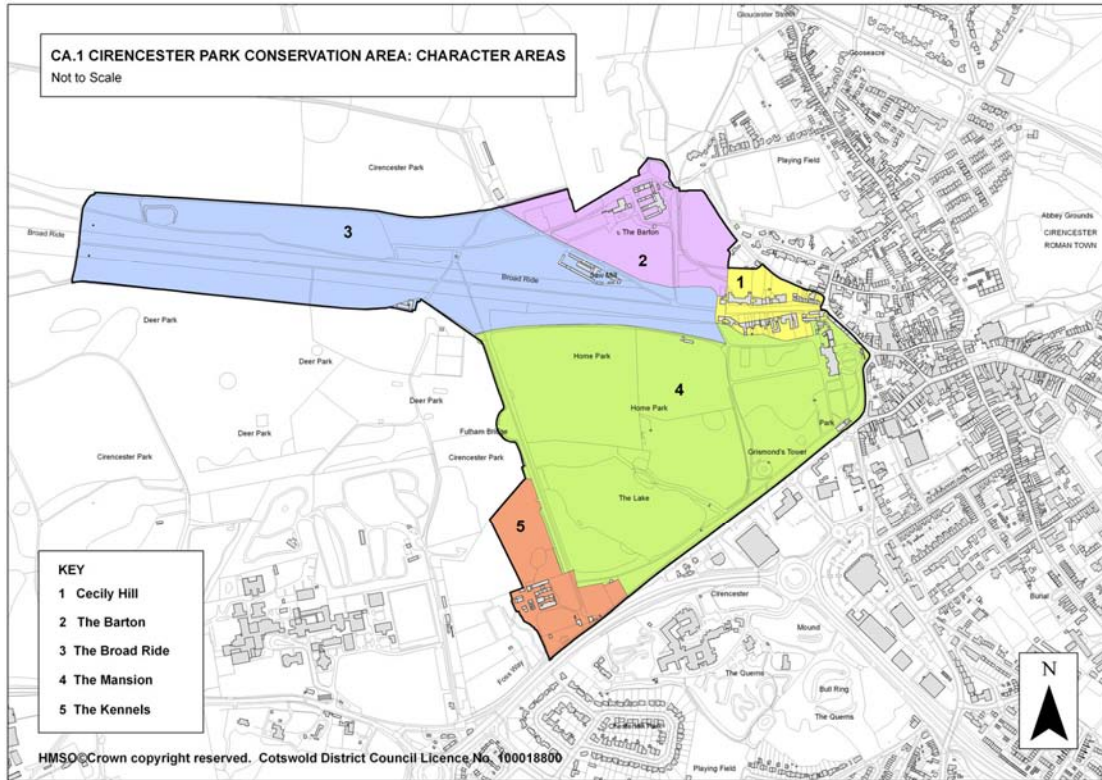 CA.1 CIRENCESTER PARK CONSERVATION AREA: CHARACTER AREAS
Not to Scale
Gloucester Street
Gooseacre
Playing Field
Cirencester Park
Abbey Grounds
CIRENCESTER
ROMAN TOWN
Broad Ride
3
The Barton
2
Saw Mill
Broad Ride
1
Deer Park
Deer Park
Deer Park
Deer Park
Home Park
Home Park
4
Park
Fulham Bridge
Cirencester Park
Cirencester Park
Grismond's Tower
The Lake
5
KEY
1 Cecily Hill
2 The Barton
3 The Broad Ride
4 The Mansion
5 The Kennels
Cirencester
Burial
Mound
Foss Way
The Querns
Bull Ring
The Querns
Playing Field
N
HMSO©Crown copyright reserved. Cotswold District Council Licence No. 100018800